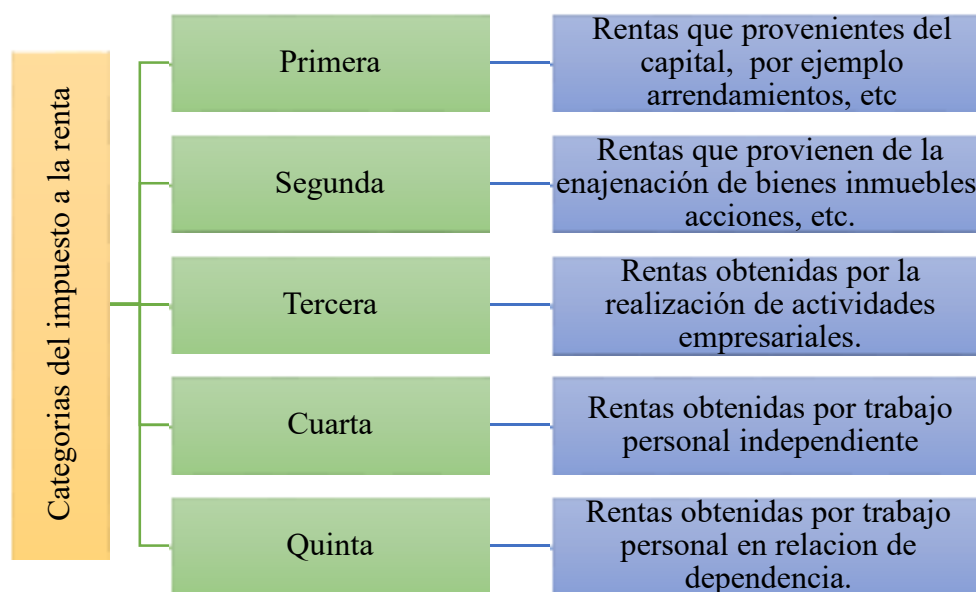 Categorias del impuesto a la renta
Primera
Rentas que provenientes del
capital, por ejemplo
arrendamientos, etc
Segunda
Rentas que provienen de la
enajenación de bienes inmuebles
acciones, etc.
Tercera
Rentas obtenidas por la
realización de actividades
empresariales.
Cuarta
Rentas obtenidas por trabajo
personal independiente
Quinta
Rentas obtenidas por trabajo
personal en relacion de
dependencia.